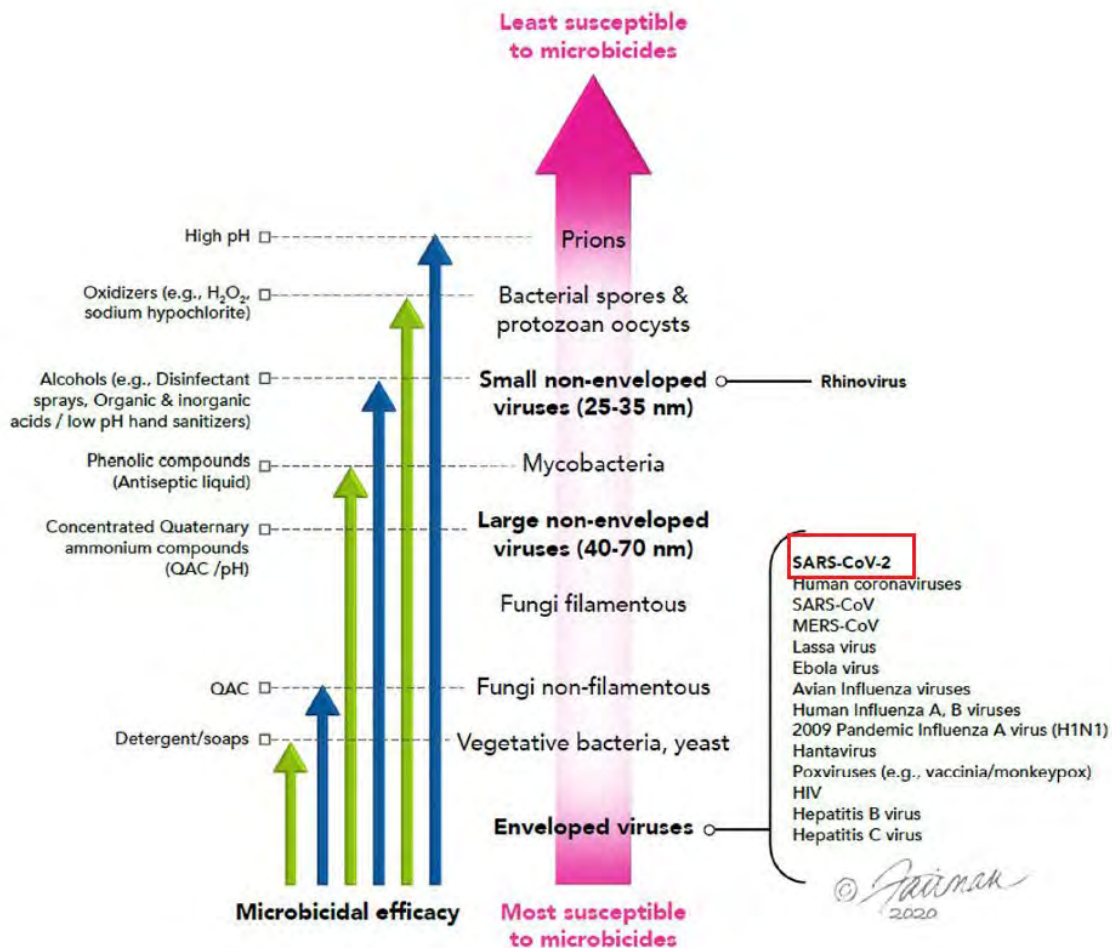 Least susceptible
to microbicides
High pH
Prions
Oxidizers (e.g., H₂O₂,
sodium hypochlorite)
Bacterial spores &
protozoan oocysts
Alcohols (e.g., Disinfectant
sprays, Organic & inorganic
acids / low pH hand sanitizers)
Small non-enveloped
viruses (25-35 nm)
Rhinovirus
Phenolic compounds
(Antiseptic liquid)
Mycobacteria
Concentrated Quaternary
ammonium compounds
(QAC /pH)
Large non-enveloped
viruses (40-70 nm)
Fungi filamentous
QAC
Fungi non-filamentous
Detergent/soaps
Vegetative bacteria, yeast
Enveloped viruses
SARS-CoV-2
Human coronaviruses
SARS-CoV
MERS-CoV
Lassa virus
Ebola virus
Avian Influenza viruses
Human Influenza A, B viruses
2009 Pandemic Influenza A virus (H1N1)
Hantavirus
Poxviruses (e.g., vaccinia/monkeypox)
HIV
Hepatitis B virus
Hepatitis C virus
©
2020
Microbicidal efficacy
Most susceptible
to microbicides